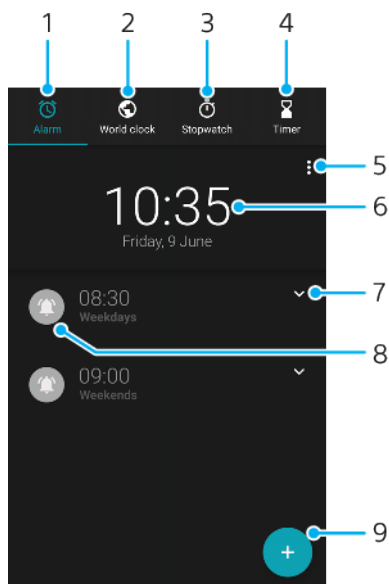 1 2 3 4
Alarm World clock Stopwatch Timer
5
10:35
6
Friday, 9 June
08:30
7
Weekdays
8
09:00
Weekends
9